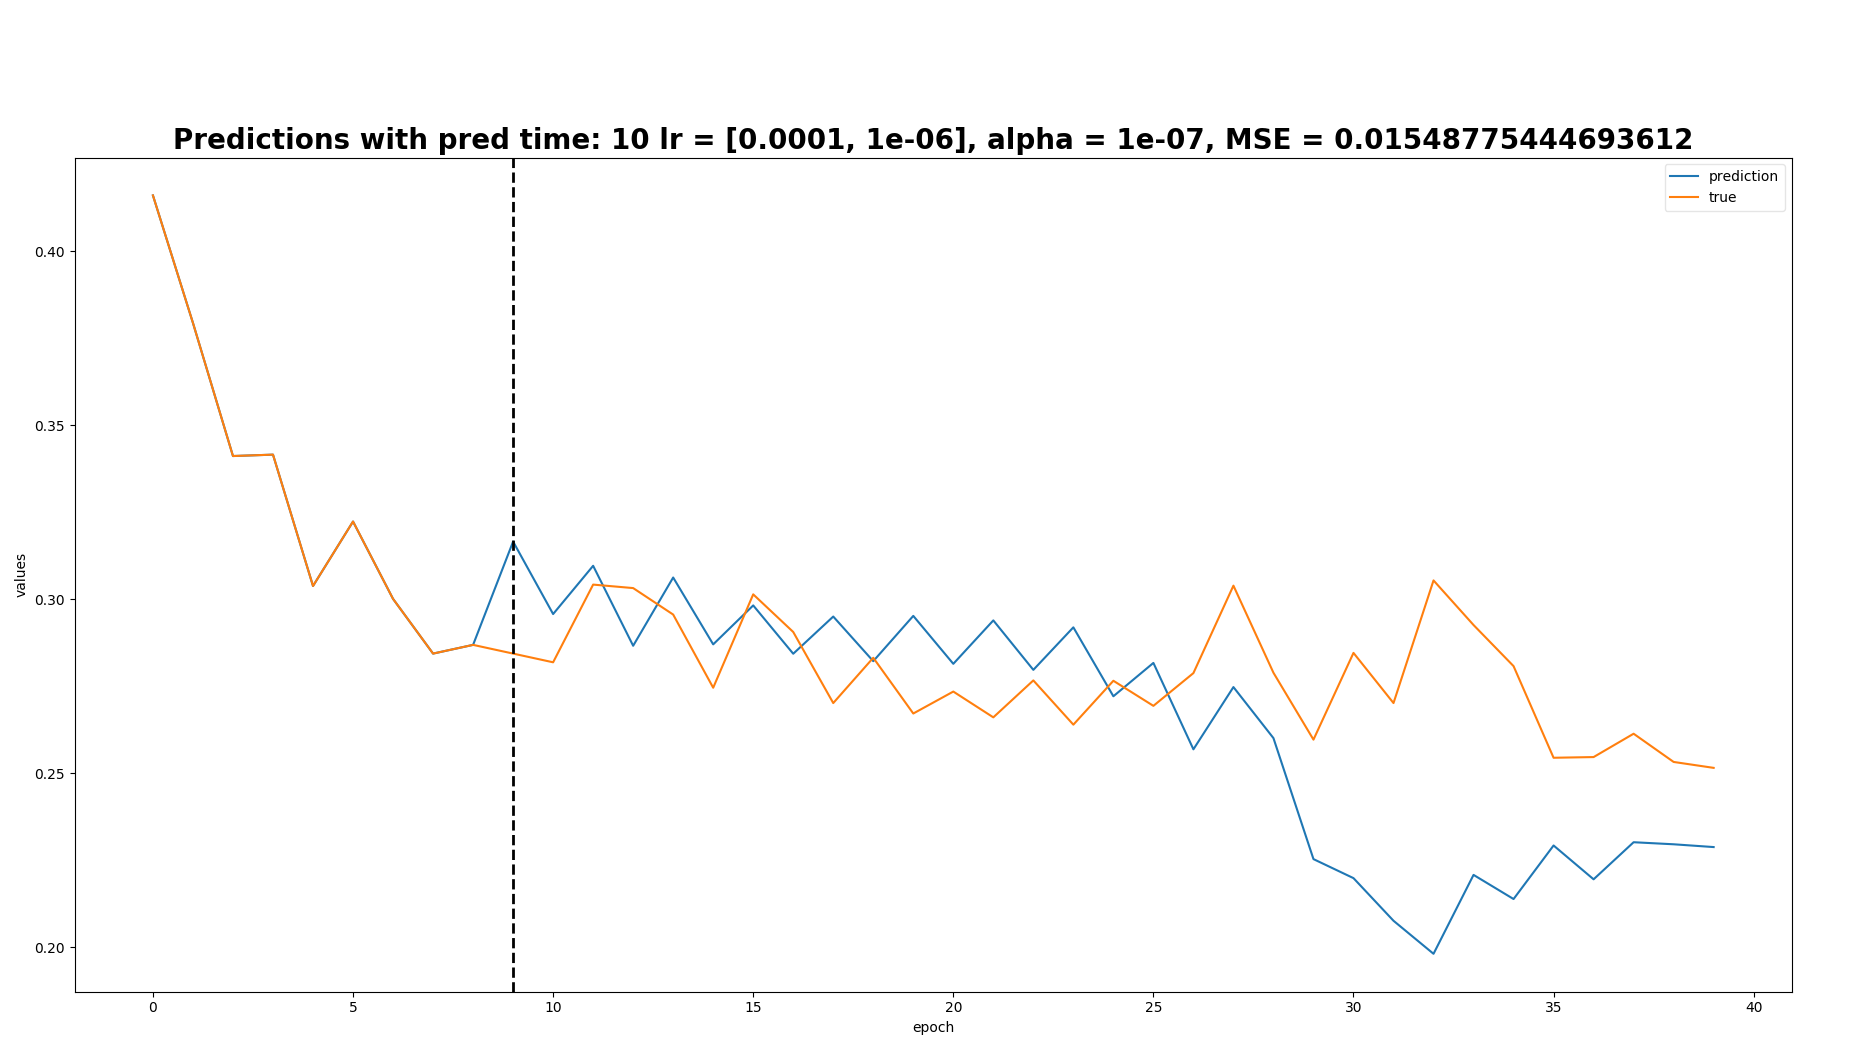 Predictions with pred time: 10 lr = [0.0001, 1e-06], alpha = 1e-07, MSE = 0.01548775444693612
prediction
true
0.40
0.35
0.30
0.25
0.20
values
0 5 10 15 20 25 30 35 40
epoch